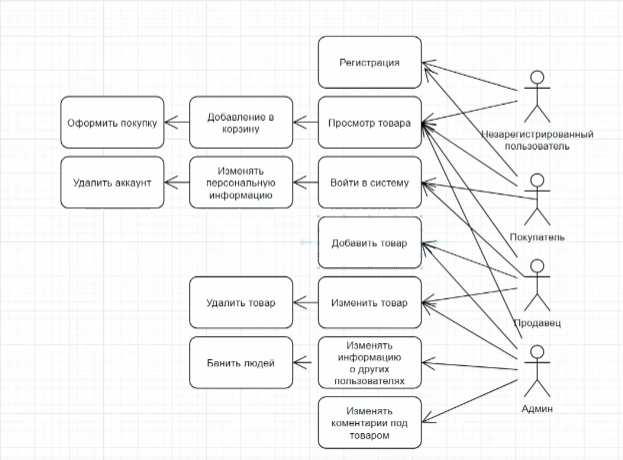 Регистрация
Оформить покупку
Добавление в
корзину
Просмотр товара
Незарегистрированный
пользователь
Удалить аккаунт
Изменять
персональную
информацию
Войти в систему
Покупатель
Добавить товар
Удалить товар
Изменить товар
Продавец
Банить людей
Изменять
информацию
о других
пользователях
Админ
Изменять
коментарии под
товаром